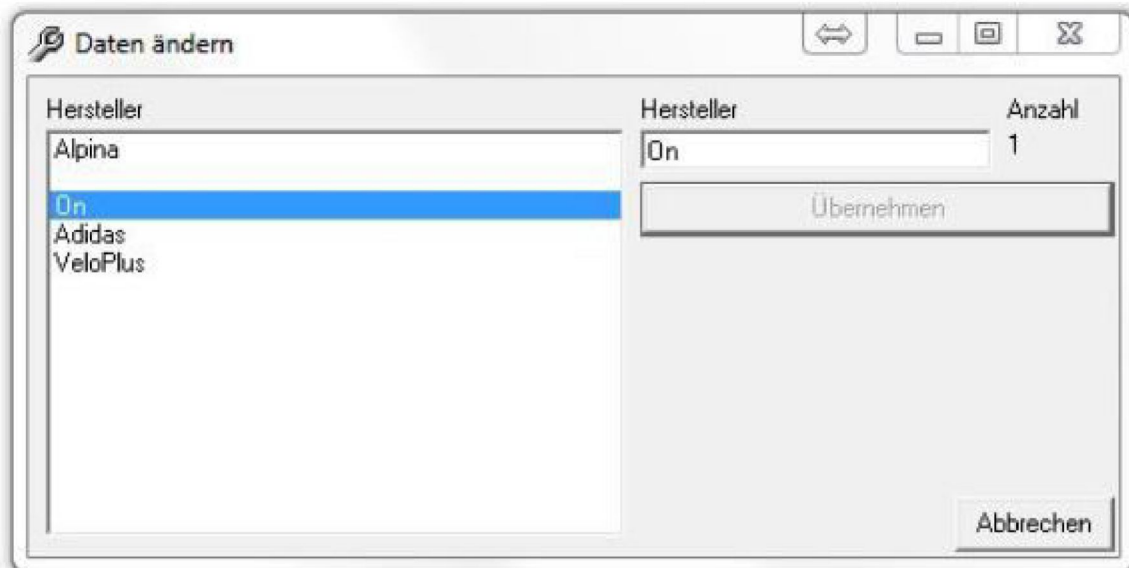 Daten ändern
Hersteller
Alpina
On
Adidas
VeloPlus
Hersteller
Anzahl
On
1
Übernehmen
Abbrechen